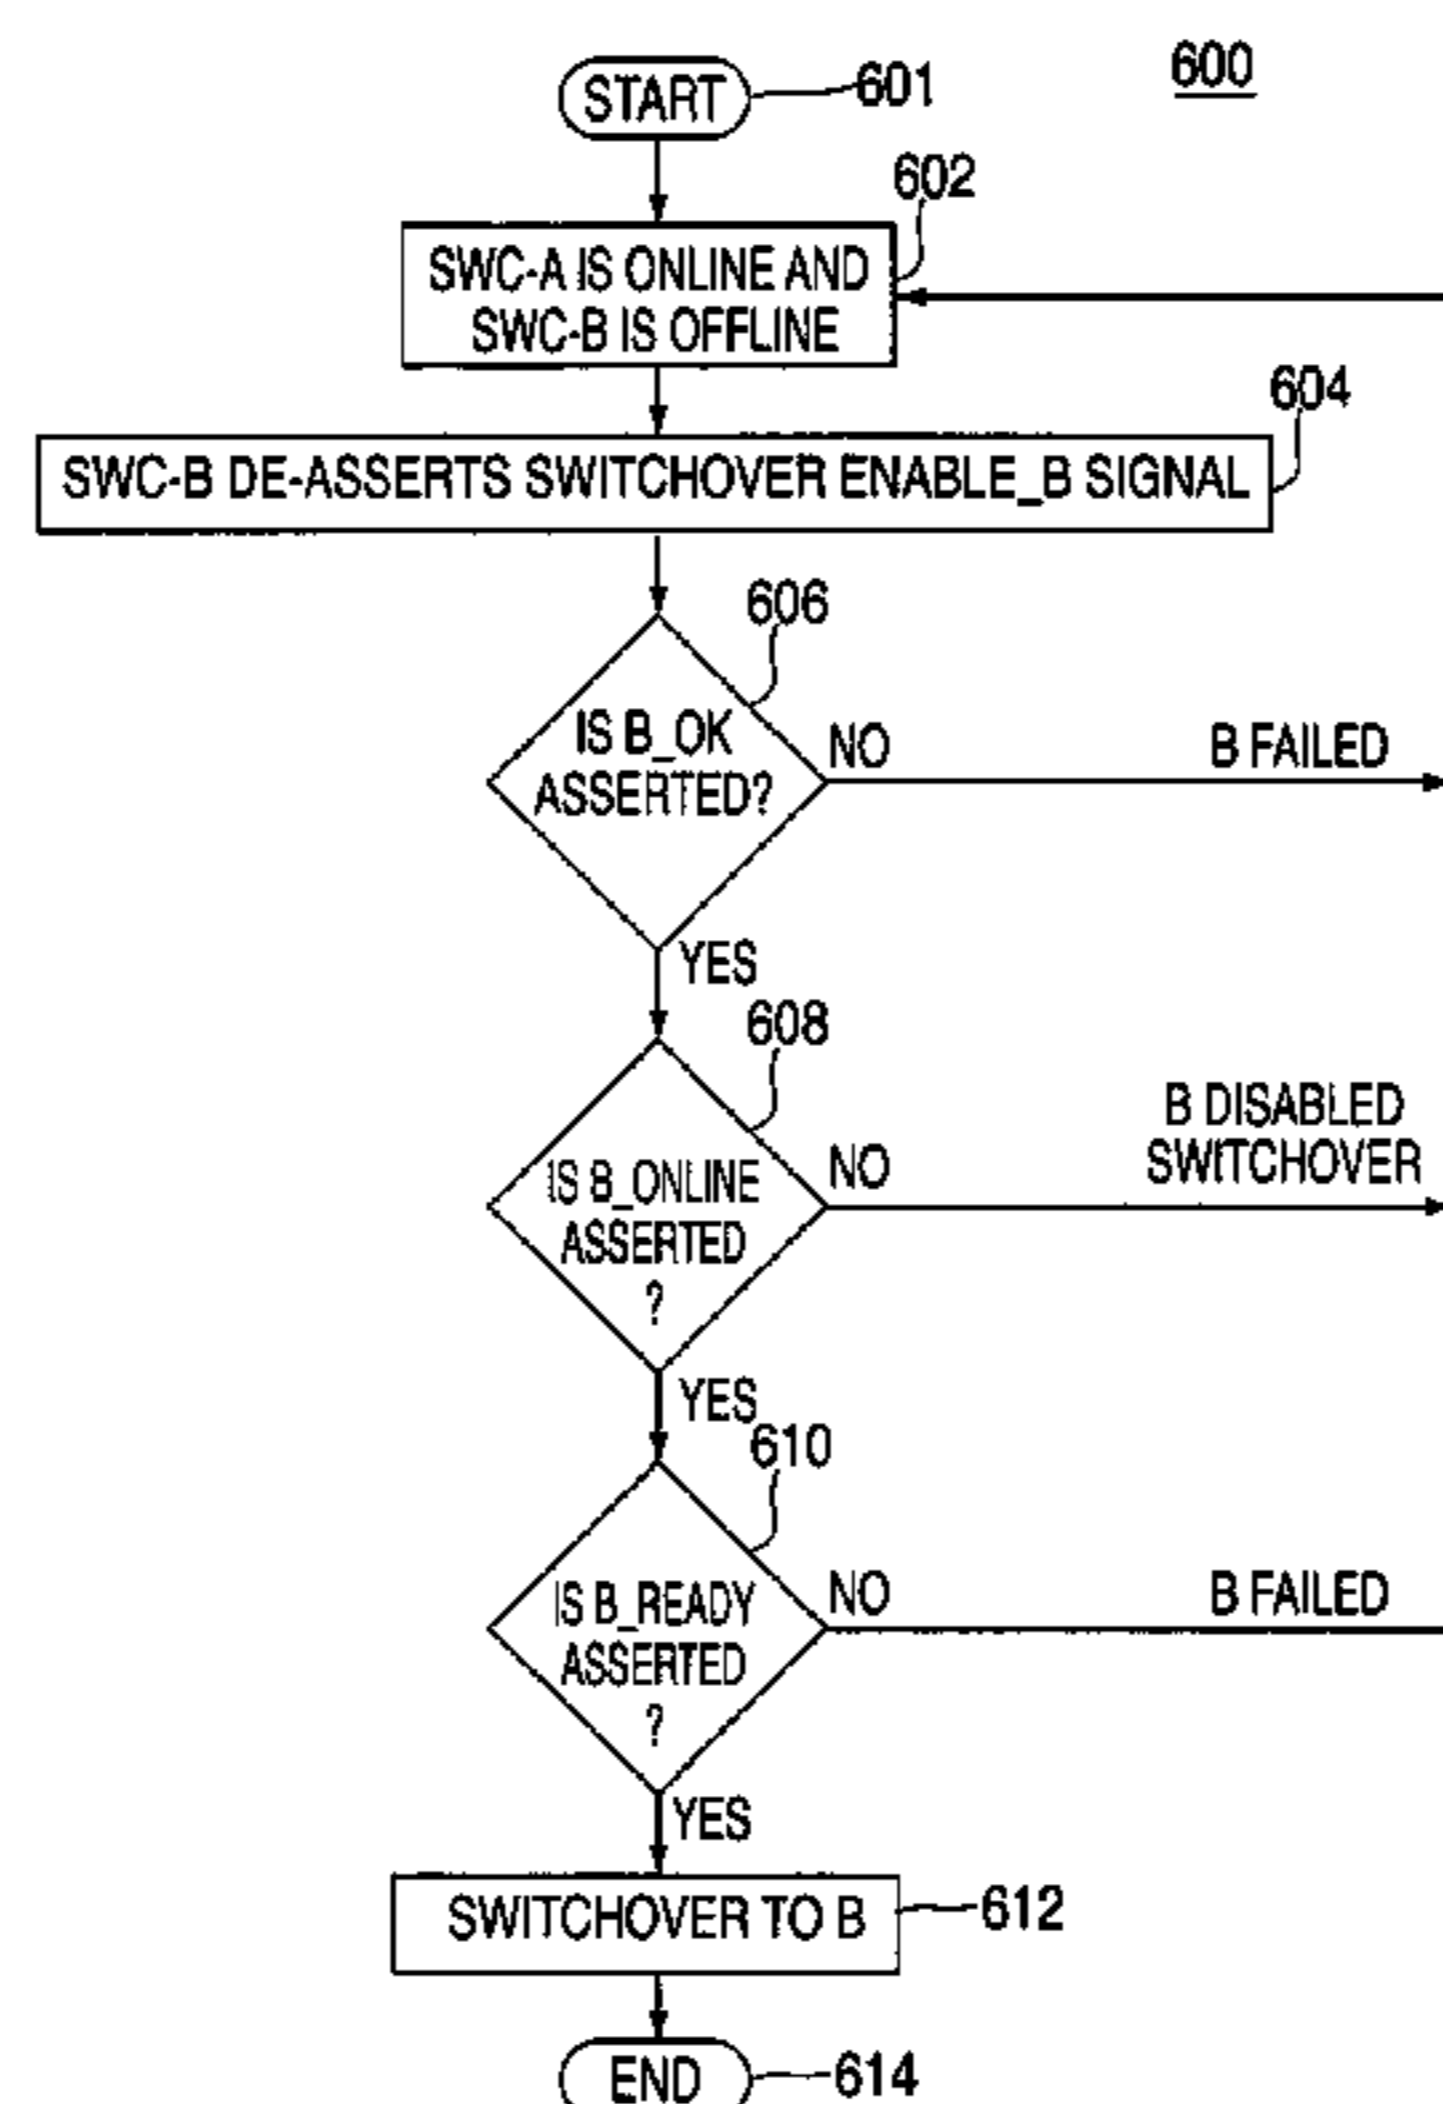 600
START
601
602
SWC-A IS ONLINE AND
SWC-B IS OFFLINE
604
SWC-B DE-ASSERTS SWITCHOVER ENABLE_B SIGNAL
606
IS B_OK
ASSERTED?
NO
B FAILED
YES
608
IS B_ONLINE
ASSERTED
?
NO
B DISABLED
SWITCHOVER
YES
610
IS B_READY
ASSERTED
?
NO
B FAILED
YES
SWITCHOVER TO B
612
END
614